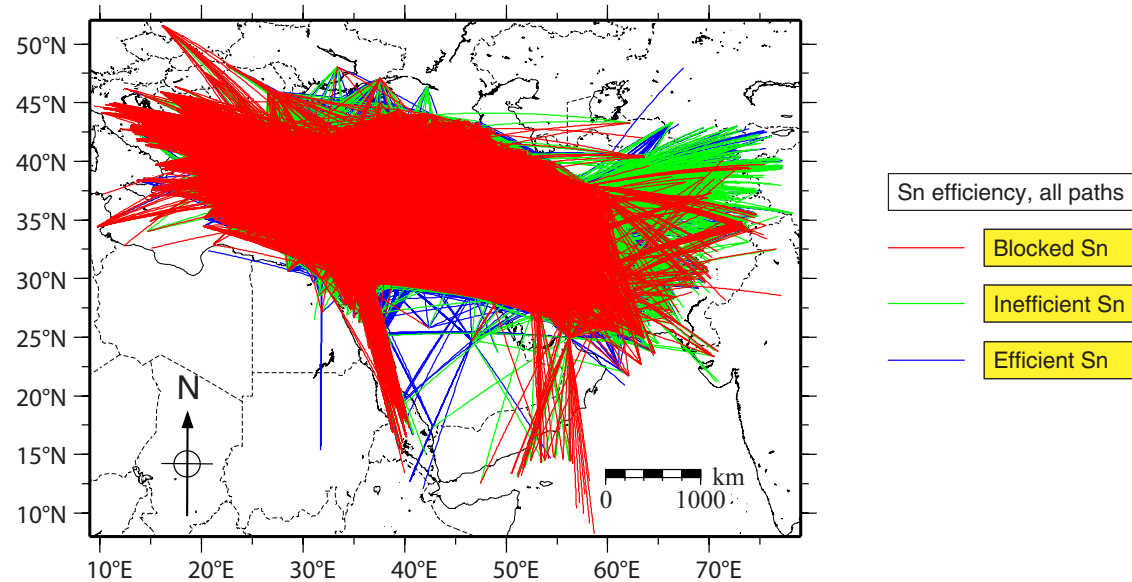 50°N
45°N
40°N
35°N
30°N
25°N
20°N
15°N
10°N
10°E 20°E 30°E 40°E 50°E 60°E 70°E
N
km
0 1000
Sn efficiency, all paths
Blocked Sn
Inefficient Sn
Efficient Sn